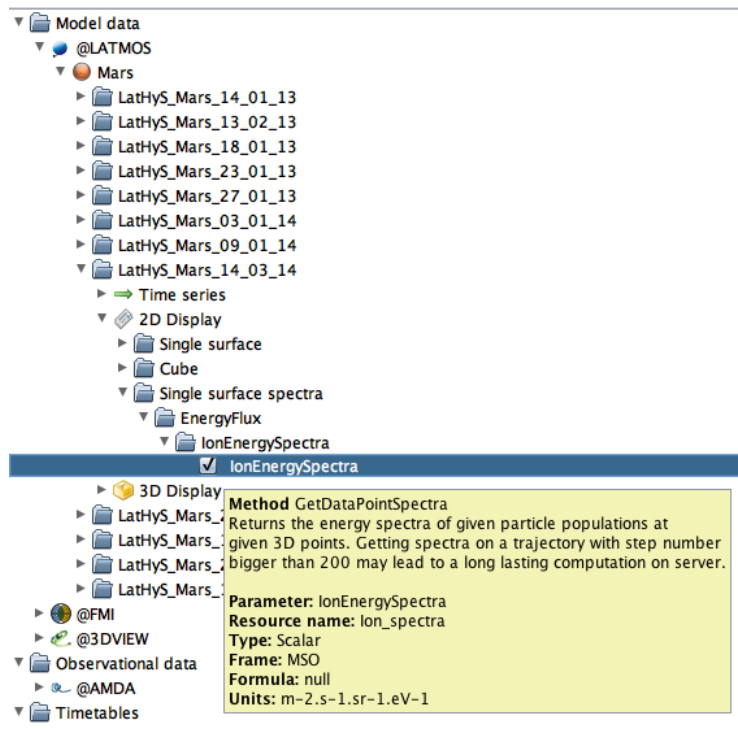 Model data
@LATMOS
Mars
LatHyS_Mars_14_01_13
LatHyS_Mars_13_02_13
LatHyS_Mars_18_01_13
LatHyS_Mars_23_01_13
LatHyS_Mars_27_01_13
LatHyS_Mars_03_01_14
LatHyS_Mars_09_01_14
LatHyS_Mars_14_03_14
Time series
2D Display
Single surface
Cube
Single surface spectra
EnergyFlux
IonEnergySpectra
IonEnergySpectra
3D Display
LatHyS_Mars_
LatHyS_Mars_
LatHyS_Mars_
LatHyS_Mars_
@FMI
@3DVIEW
Observational data
@AMDA
Timetables
Method GetDataPointSpectra
Returns the energy spectra of given particle populations at
given 3D points. Getting spectra on a trajectory with step number
bigger than 200 may lead to a long lasting computation on server.
Parameter: IonEnergySpectra
Resource name: Ion_spectra
Type: Scalar
Frame: MSO
Formula: null
Units: m-2.s-1.sr-1.eV-1